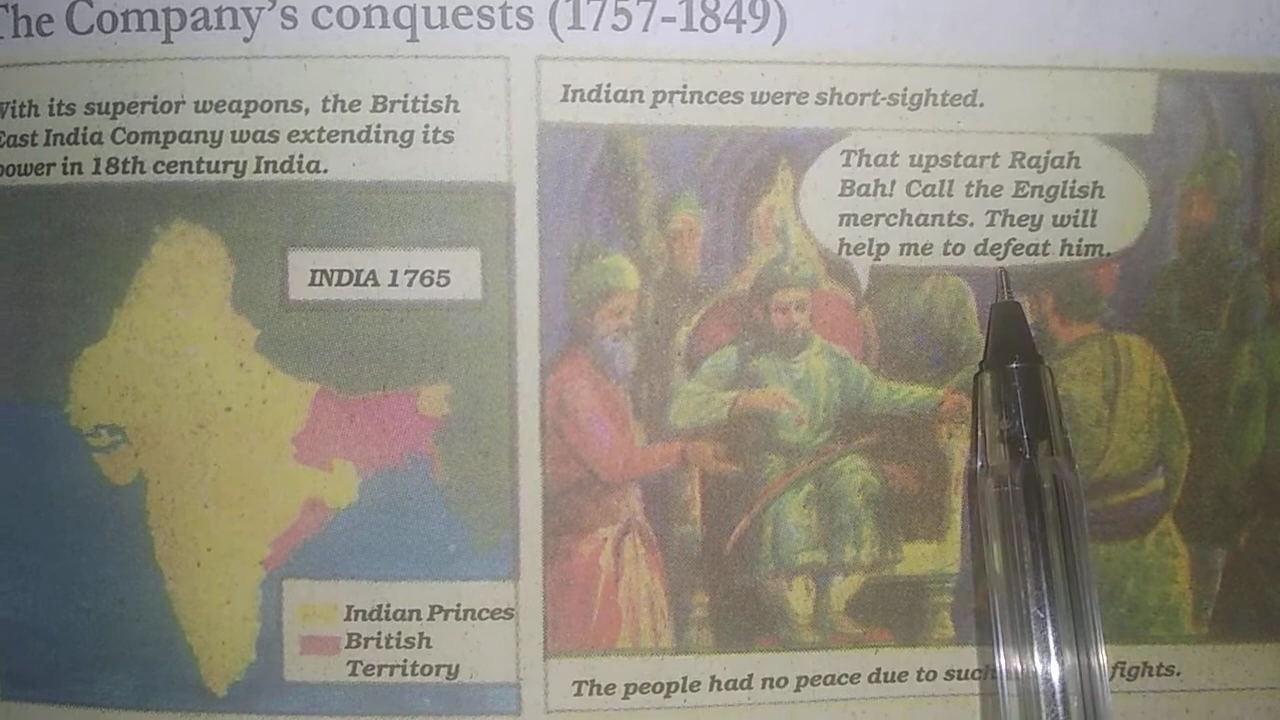 The Company's conquests (1757-1849)
With its superior weapons, the British
East India Company was extending its
power in 18th century India.
INDIA 1765
Indian Princes
British
Territory
Indian princes were short-sighted.
That upstart Rajah
Bah! Call the English
merchants. They will
help me to defeat him.
The people had no peace due to such fights.